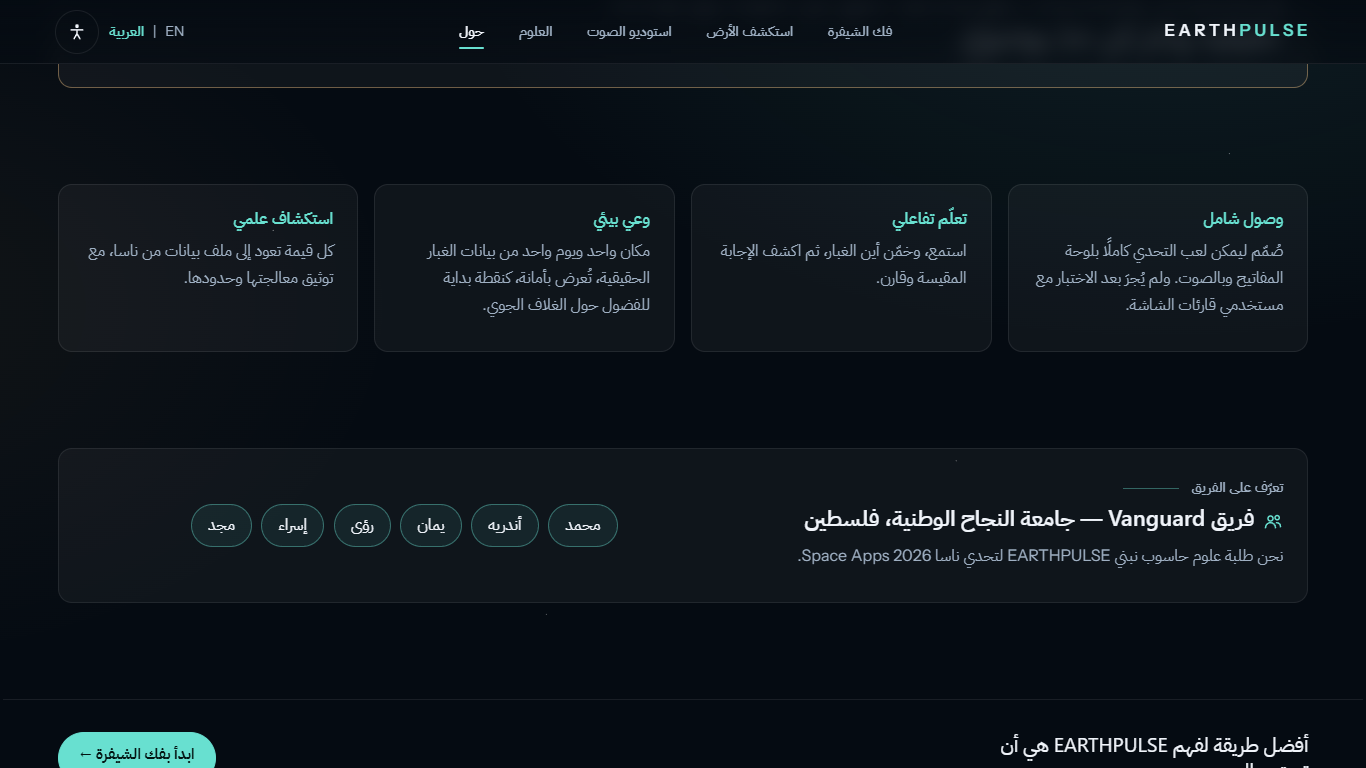 EARTHPULSE
فك الشيفرة
استكشف الأرض
استوديو الصوت
العلوم
حول
العربية | EN
وصول شامل
صُمّم ليمكن لعب التحدي كاملًا بلوحة
المفاتيح وبالصوت. ولم يُجرَ بعد الاختبار مع
مستخدمي قارئات الشاشة.
تعلّم تفاعلي
استمع، وخمّن أين الغبار، ثم اكشف الإجابة
المقيسة وقارن.
وعي بيئي
مكان واحد ويوم واحد من بيانات الغبار
الحقيقية، تُعرض بأمانة، كنقطة بداية
للفضول حول الغلاف الجوي.
استكشاف علمي
كل قيمة تعود إلى ملف بيانات من ناسا، مع
توثيق معالجتها وحدودها.
تعرّف على الفريق
فريق Vanguard — جامعة النجاح الوطنية، فلسطين
نحن طلبة علوم حاسوب نبني EARTHPULSE لتحدي ناسا Space Apps 2026.
محمد
أندريه
يمان
رؤى
إسراء
مجد
أفضل طريقة لفهم EARTHPULSE هي أن
ابدأ بفك الشيفرة ←